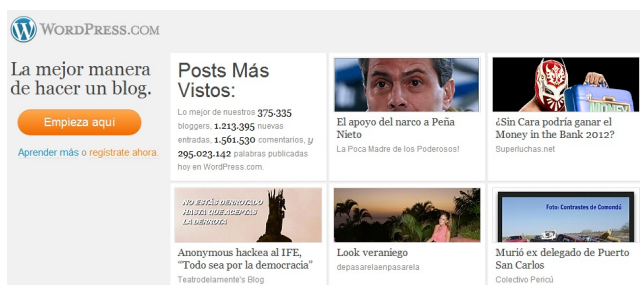 WORDPRESS.COM
La mejor manera
de hacer un blog.
Empieza aquí
Aprender más o regístrate ahora.
Posts Más
Vistos:
Lo mejor de nuestros 375.335
bloggers, 1.213.395 nuevas
entradas, 1.561.530 comentarios, y
295.023.142 palabras publicadas
hoy en WordPress.com.
El apoyo del narco a Peña
Nieto
La Poca Madre de los Poderosos!
MONEY
¿Sin Cara podría ganar el
Money in the Bank 2012?
Superluchas.net
NO ESTÁS DERROTADO
HASTA QUE ACEPTAS
LA DERROTA
Anonymous hackea al IFE,
“Todo sea por la democracia”
Teatrodelamente's Blog
Look veraniego
depasarelaenpasarela
Foto: Contrastes de Comondú
Murió ex delegado de Puerto
San Carlos
Colectivo Pericú